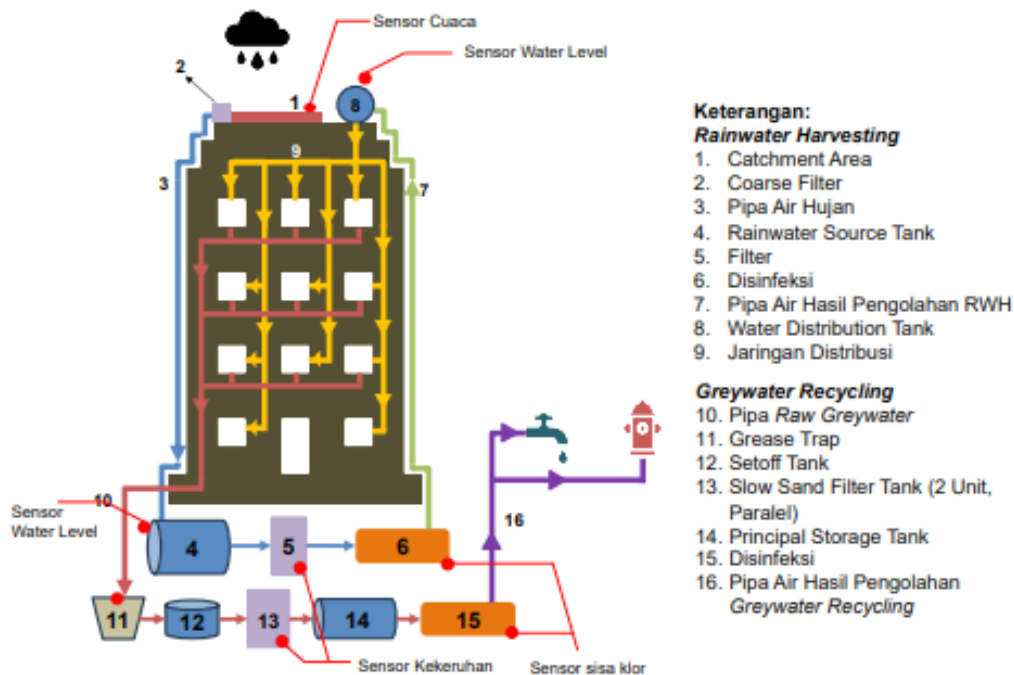 Sensor Cuaca
Sensor Water Level
2
1
8
9
3
7
Sensor
Water Level
10
4
5
6
16
11
12
13
14
15
Sensor Kekeruhan
Sensor sisa klor
Keterangan:
Rainwater Harvesting
1. Catchment Area
2. Coarse Filter
3. Pipa Air Hujan
4. Rainwater Source Tank
5. Filter
6. Disinfeksi
7. Pipa Air Hasil Pengolahan RWH
8. Water Distribution Tank
9. Jaringan Distribusi
Greywater Recycling
10. Pipa Raw Greywater
11. Grease Trap
12. Setoff Tank
13. Slow Sand Filter Tank (2 Unit,
Paralel)
14. Principal Storage Tank
15. Disinfeksi
16. Pipa Air Hasil Pengolahan
Greywater Recycling